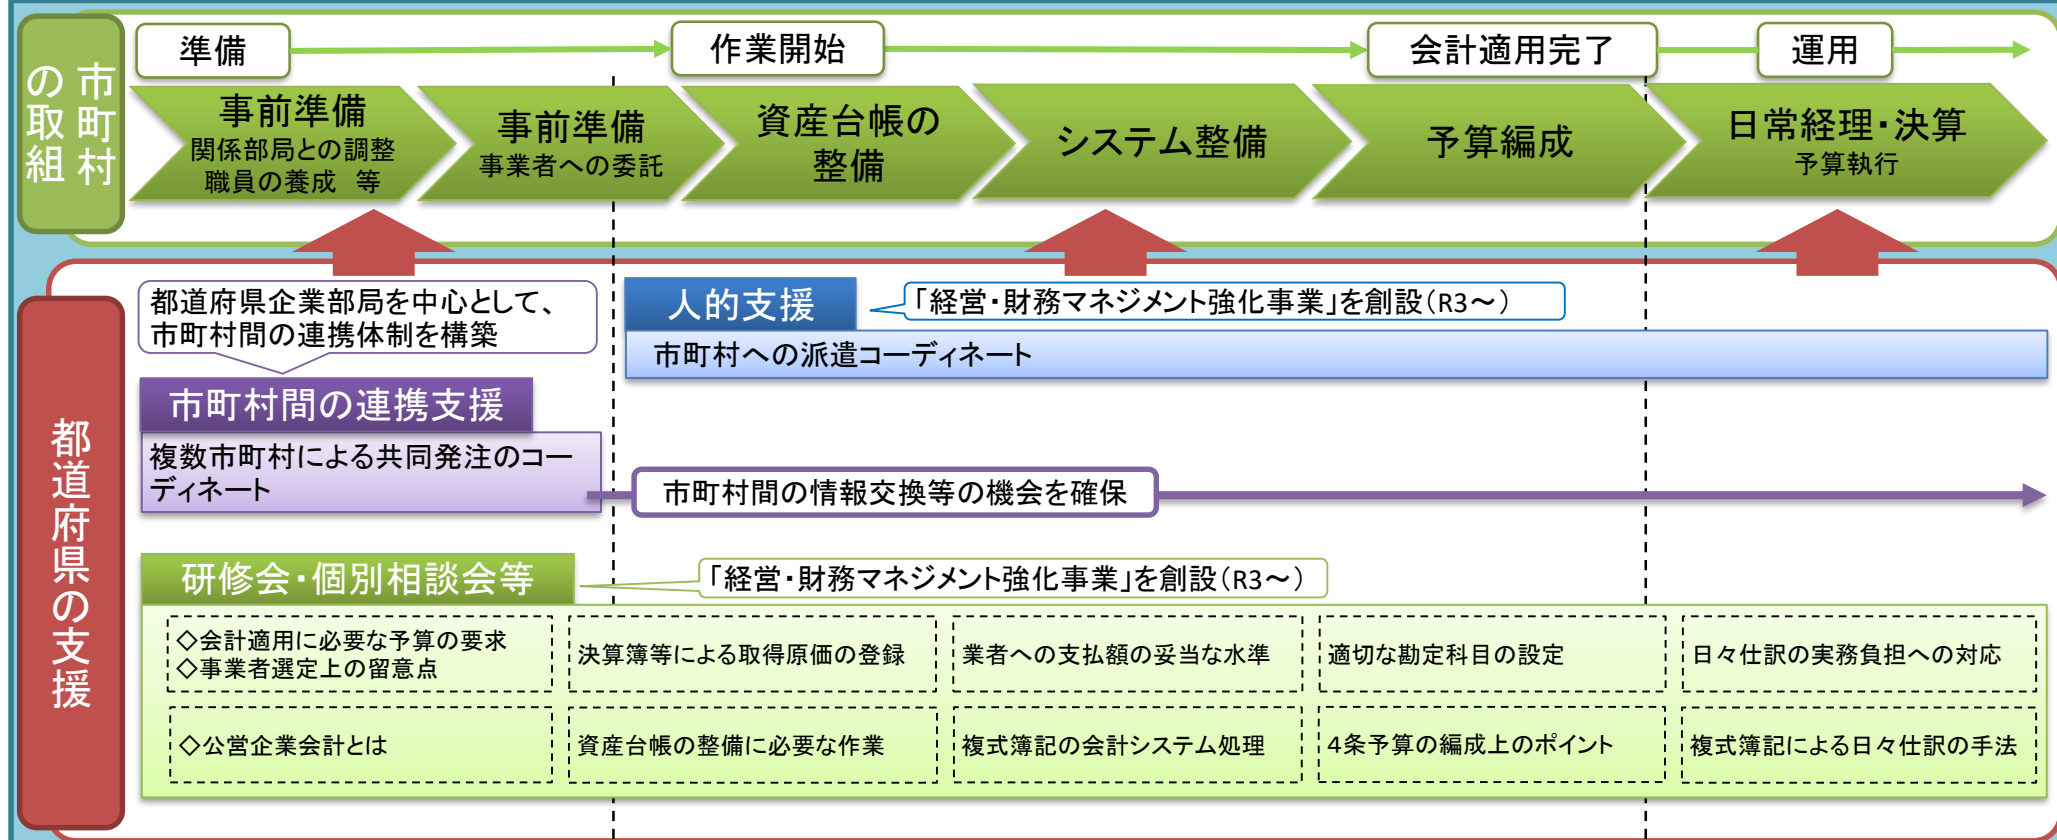 市町村
の取組
準備
作業開始
会計適用完了
運用
事前準備
関係部局との調整
職員の養成　等
事前準備
事業者への委託
資産台帳の
整備
システム整備
予算編成
日常経理・決算
予算執行
都道府県の支援
都道府県企業部局を中心として、
市町村間の連携体制を構築
人的支援
「経営・財務マネジメント強化事業」を創設（R3～）
市町村への派遣コーディネート
市町村間の連携支援
複数市町村による共同発注のコー
ディネート
市町村間の情報交換等の機会を確保
研修会・個別相談会等
「経営・財務マネジメント強化事業」を創設（R3～）
◇会計適用に必要な予算の要求
◇事業者選定上の留意点
決算簿等による取得原価の登録
業者への支払額の妥当な水準
適切な勘定科目の設定
日々仕訳の実務負担への対応
◇公営企業会計とは
資産台帳の整備に必要な作業
複式簿記の会計システム処理
4条予算の編成上のポイント
複式簿記による日々仕訳の手法